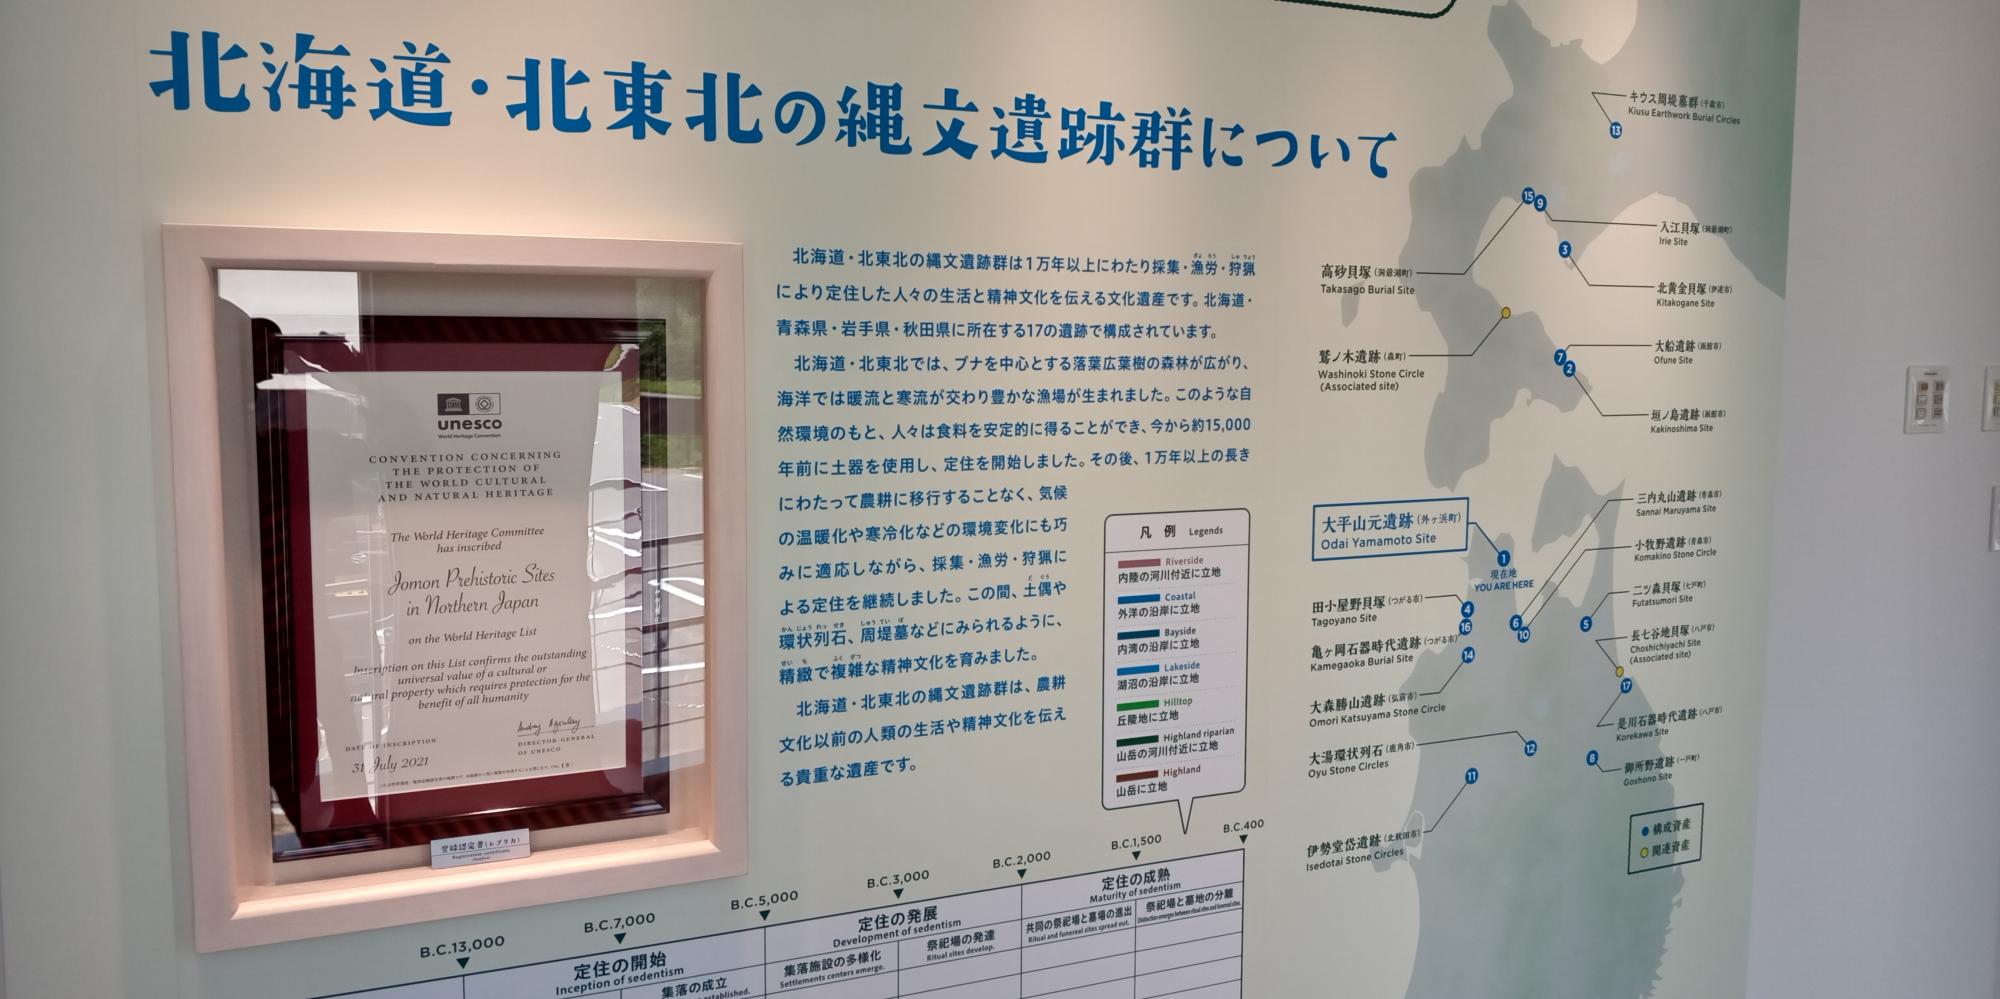 北海道・北東北の縄文遺跡群について
unesco
World Heritage Convention
CONVENTION CONCERNING
THE PROTECTION OF
THE WORLD CULTURAL
AND NATURAL HERITAGE
The World Heritage Committee
has inscribed
Jomon Prehistoric Sites
in Northern Japan
on the World Heritage List
Inscription on this List confirms the outstanding
universal value of a cultural or
natural property which requires protection for the
benefit of all humanity
DATE OF INSCRIPTION
31 July 2021
DIRECTOR-GENERAL
OF UNESCO
登録認定書(レプリカ)
北海道・北東北の縄文遺跡群は1万年以上にわたり採集・漁労・狩猟
により定住した人々の生活と精神文化を伝える文化遺産です。北海道・
青森県・岩手県・秋田県に所在する17の遺跡で構成されています。
北海道・北東北では、ブナを中心とする落葉広葉樹の森林が広がり、
海洋では暖流と寒流が交わり豊かな漁場が生まれました。このような自
然環境のもと、人々は食料を安定的に得ることができ、今から約15,000
年前に土器を使用し、定住を開始しました。その後、1万年以上の長き
にわたって農耕に移行することなく、気候
の温暖化や寒冷化などの環境変化にも巧
みに適応しながら、採集・漁労・狩猟に
よる定住を継続しました。この間、土偶や
環状列石、周堤墓などにみられるように、
精緻で複雑な精神文化を育みました。
北海道・北東北の縄文遺跡群は、農耕
文化以前の人類の生活や精神文化を伝え
る貴重な遺産です。
凡例 Legends
Riverside
内陸の河川付近に立地
Coastal
外洋の沿岸に立地
Bayside
内湾の沿岸に立地
Lakeside
湖沼の沿岸に立地
Hilltop
丘陵地に立地
Highland riparian
山岳の河川付近に立地
Highland
山岳に立地
B.C.13,000
B.C.7,000
B.C.5,000
B.C.3,000
B.C.2,000
B.C.1,500
B.C.400
定住の開始
Inception of sedentism
定住の発展
Development of sedentism
定住の成熟
Maturity of sedentism
集落の成立
established.
集落施設の多様化
Settlements centers emerge.
祭祀場の発達
Ritual sites develop.
共同の祭祀場と墓場の進出
Ritual and funereal sites spread out.
祭祀場と墓地の分離
Distinction emerges between ritual sites and funereal sites.
キウス周堤墓群(千歳市)
Kiusu Earthwork Burial Circles
13
15
9
入江貝塚(洞爺湖町)
Irie Site
3
高砂貝塚(洞爺湖町)
Takasago Burial Site
北黄金貝塚(伊達市)
Kitakogane Site
鷲ノ木遺跡(森町)
Washinoki Stone Circle
(Associated site)
大船遺跡(函館市)
Ofune Site
7
2
垣ノ島遺跡(函館市)
Kakinoshima Site
大平山元遺跡(外ヶ浜町)
Odai Yamamoto Site
1
現在地
YOU ARE HERE
三内丸山遺跡(青森市)
Sannai Maruyama Site
小牧野遺跡(青森市)
Komakino Stone Circle
二ツ森貝塚(七戸町)
Futatsumori Site
田小屋野貝塚(つがる市)
Tagoyano Site
4
16
6
10
5
亀ヶ岡石器時代遺跡(つがる市)
Kamegaoka Burial Site
14
長七谷地貝塚(八戸市)
Choshichiyachi Site
(Associated site)
17
大森勝山遺跡(弘前市)
Omori Katsuyama Stone Circle
是川石器時代遺跡(八戸市)
Korekawa Site
大湯環状列石(鹿角市)
Oyu Stone Circles
12
8
御所野遺跡(一戸町)
Goshono Site
11
伊勢堂岱遺跡(北秋田市)
Isedotai Stone Circles
構成資産
関連資産